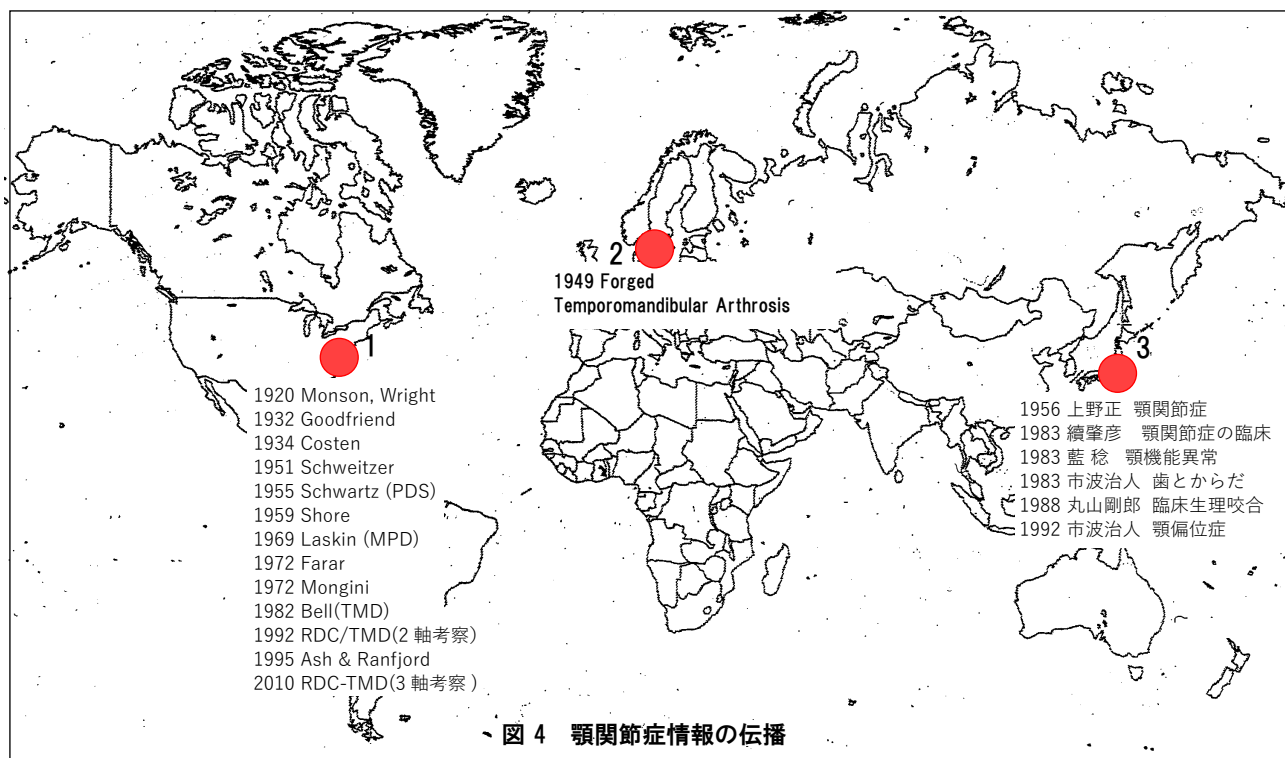 1
1920 Monson, Wright
1932 Goodfriend
1934 Costen
1951 Schweitzer
1955 Schwartz (PDS)
1959 Shore
1969 Laskin (MPD)
1972 Farar
1972 Mongini
1982 Bell(TMD)
1992 RDC/TMD(2 軸考察)
1995 Ash & Ranfjord
2010 RDC-TMD(3 軸考察 )
2
1949 Forged
Temporomandibular Arthrosis
3
1956 上野正 顎関節症
1983 續肇彦 顎関節症の臨床
1983 藍 稔 顎機能異常
1983 市波治人 歯とからだ
1988 丸山剛郎 臨床生理咬合
1992 市波治人 顎偏位症
図 4 顎関節症情報の伝播